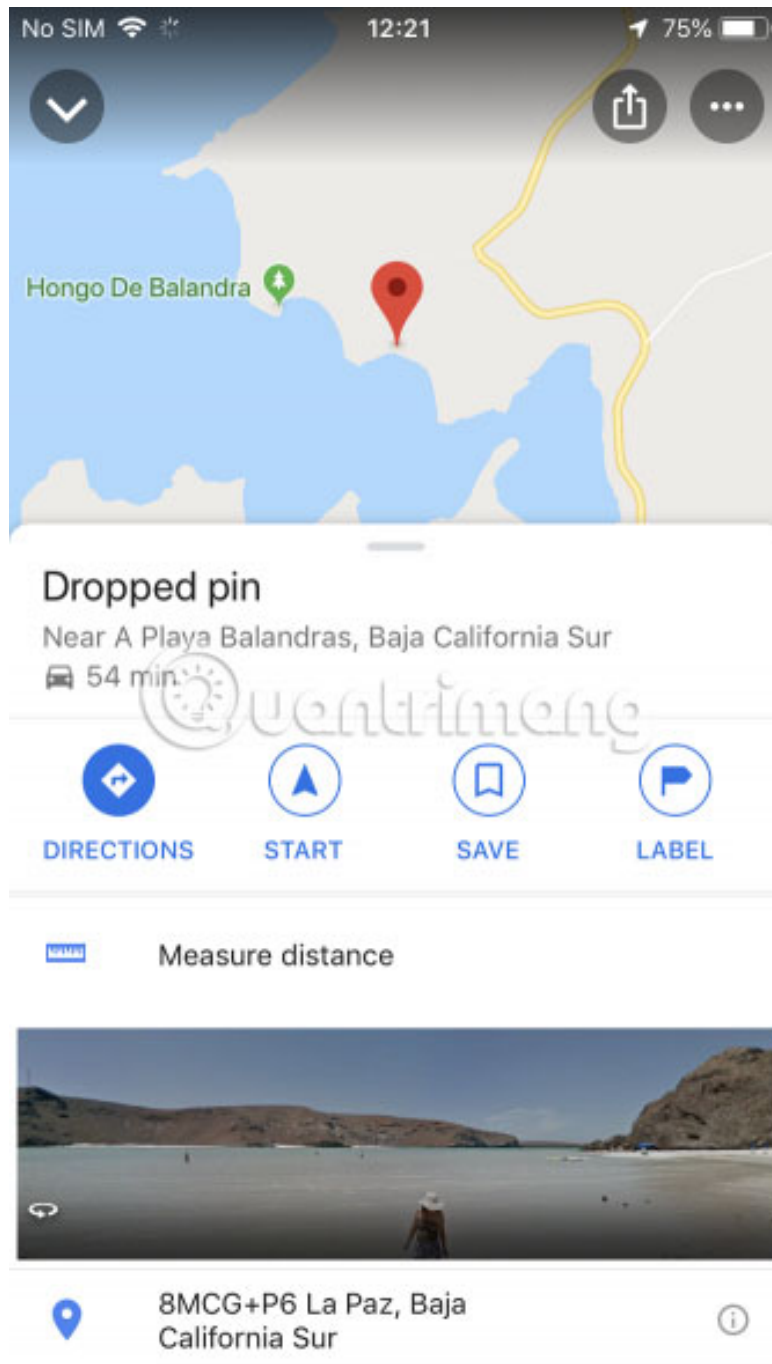 No SIM 12:21 75%
Hongo De Balandra
Dropped pin
Near A Playa Balandras, Baja California Sur
54 min
Quantrimang
DIRECTIONS START SAVE LABEL
Measure distance
8MCG+P6 La Paz, Baja
California Sur